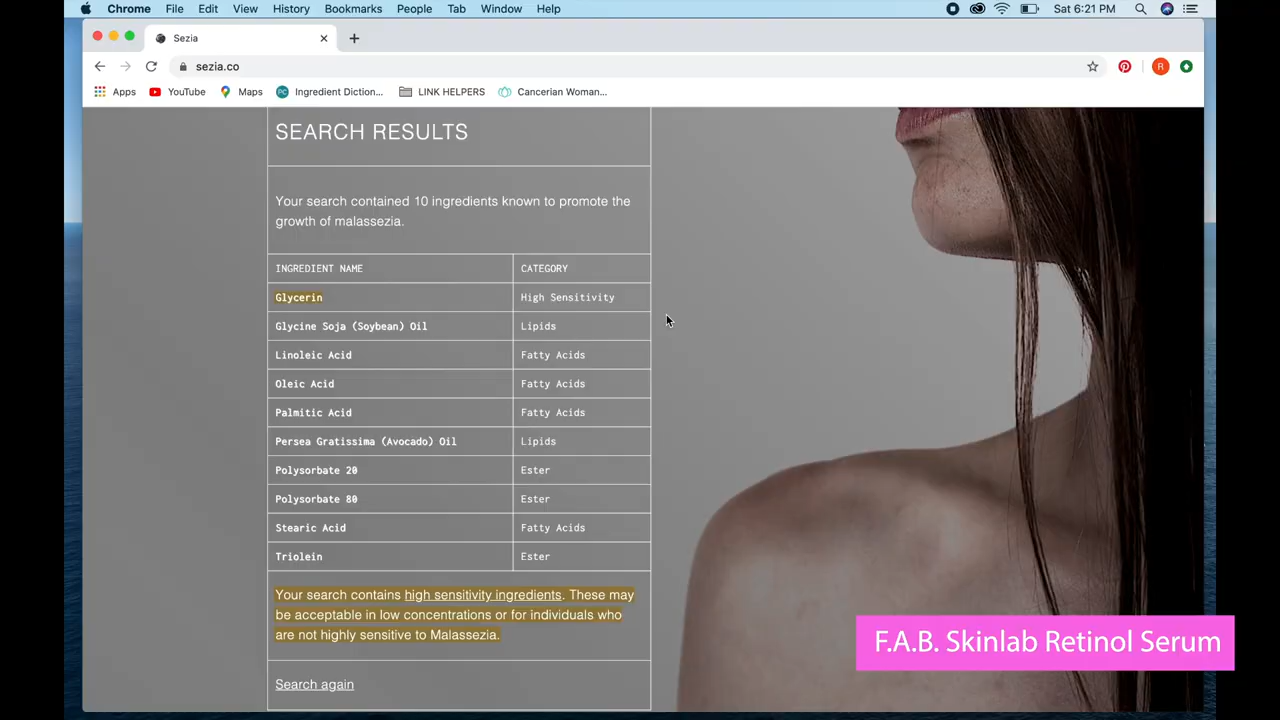 Chrome File Edit View History Bookmarks People Tab Window Help Sat 6:21 PM
Sezia
sezia.co
R
Apps YouTube Maps Ingredient Diction... LINK HELPERS Cancerian Woman...
SEARCH RESULTS
Your search contained 10 ingredients known to promote the
growth of malassezia.
INGREDIENT NAME CATEGORY
Glycerin High Sensitivity
Glycine Soja (Soybean) Oil Lipids
Linoleic Acid Fatty Acids
Oleic Acid Fatty Acids
Palmitic Acid Fatty Acids
Persea Gratissima (Avocado) Oil Lipids
Polysorbate 20 Ester
Polysorbate 80 Ester
Stearic Acid Fatty Acids
Triolein Ester
Your search contains high sensitivity ingredients. These may
be acceptable in low concentrations or for individuals who
are not highly sensitive to Malassezia.
F.A.B. Skinlab Retinol Serum
Search again